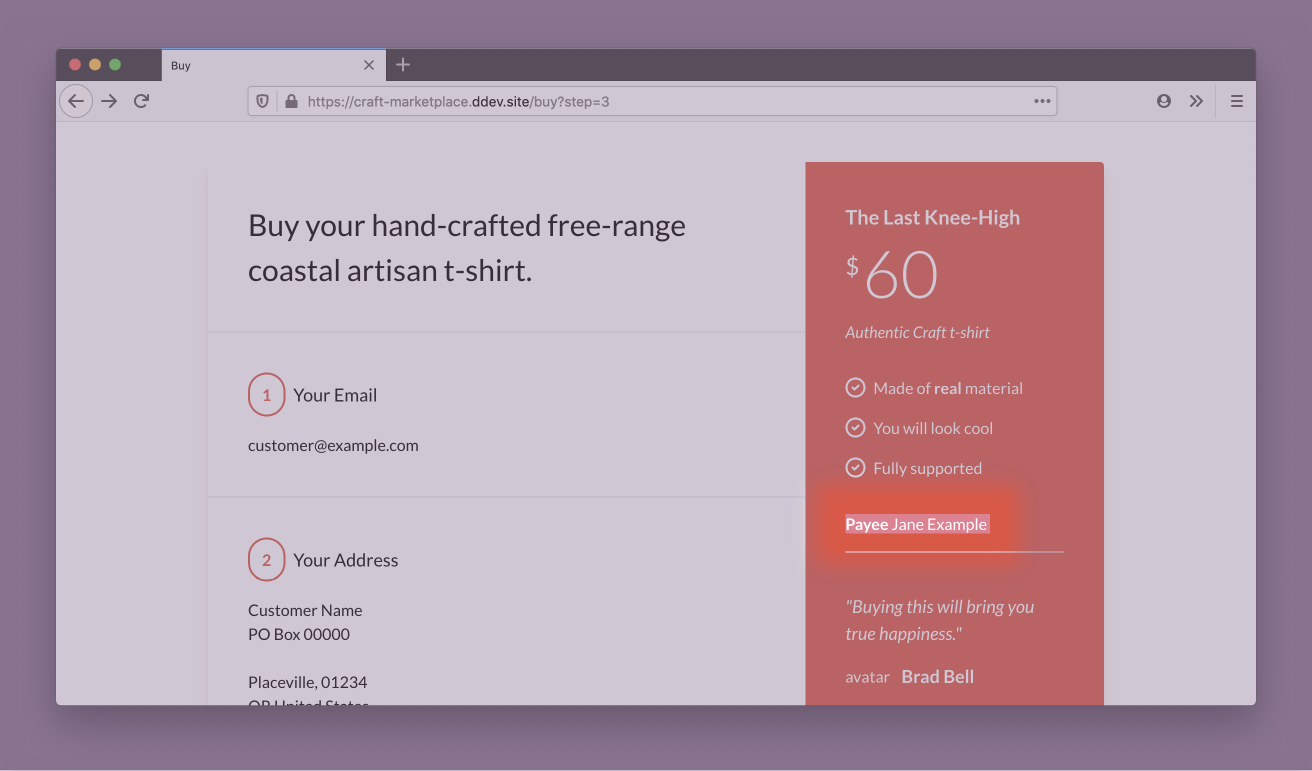 Buy
https://craft-marketplace.ddev.site/buy?step=3
Buy your hand-crafted free-range
coastal artisan t-shirt.
1 Your Email
customer@example.com
2 Your Address
Customer Name
PO Box 00000
Placeville, 01234
OR United States
The Last Knee-High
$60
Authentic Craft t-shirt
Made of real material
You will look cool
Fully supported
Payee Jane Example
"Buying this will bring you
true happiness."
avatar Brad Bell